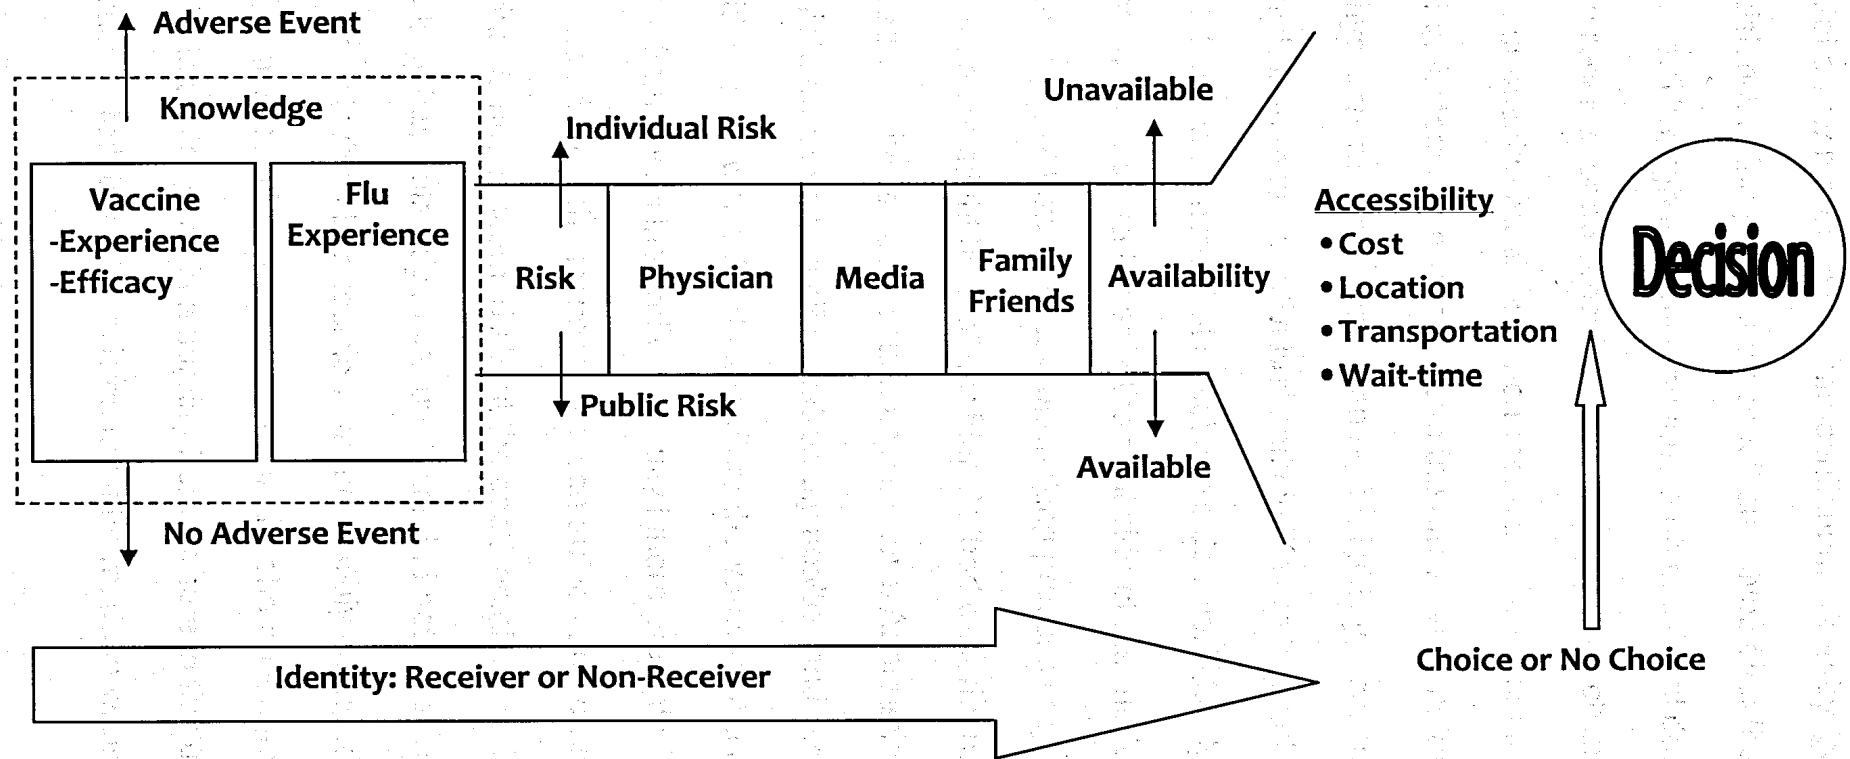 Adverse Event
Knowledge
Vaccine
-Experience
-Efficacy
Flu
Experience
No Adverse Event
Individual Risk
Risk
Public Risk
Physician
Media
Family
Friends
Unavailable
Availability
Available
Accessibility
• Cost
• Location
• Transportation
• Wait-time
Decision
Choice or No Choice
Identity: Receiver or Non-Receiver